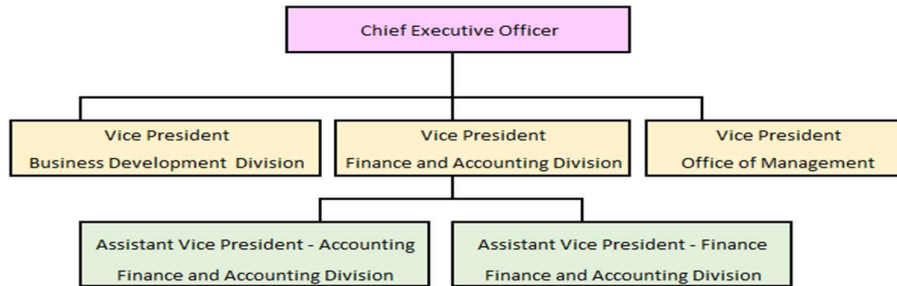 Chief Executive Officer
Vice President
Business Development Division
Vice President
Finance and Accounting Division
Vice President
Office of Management
Assistant Vice President - Accounting
Finance and Accounting Division
Assistant Vice President - Finance
Finance and Accounting Division